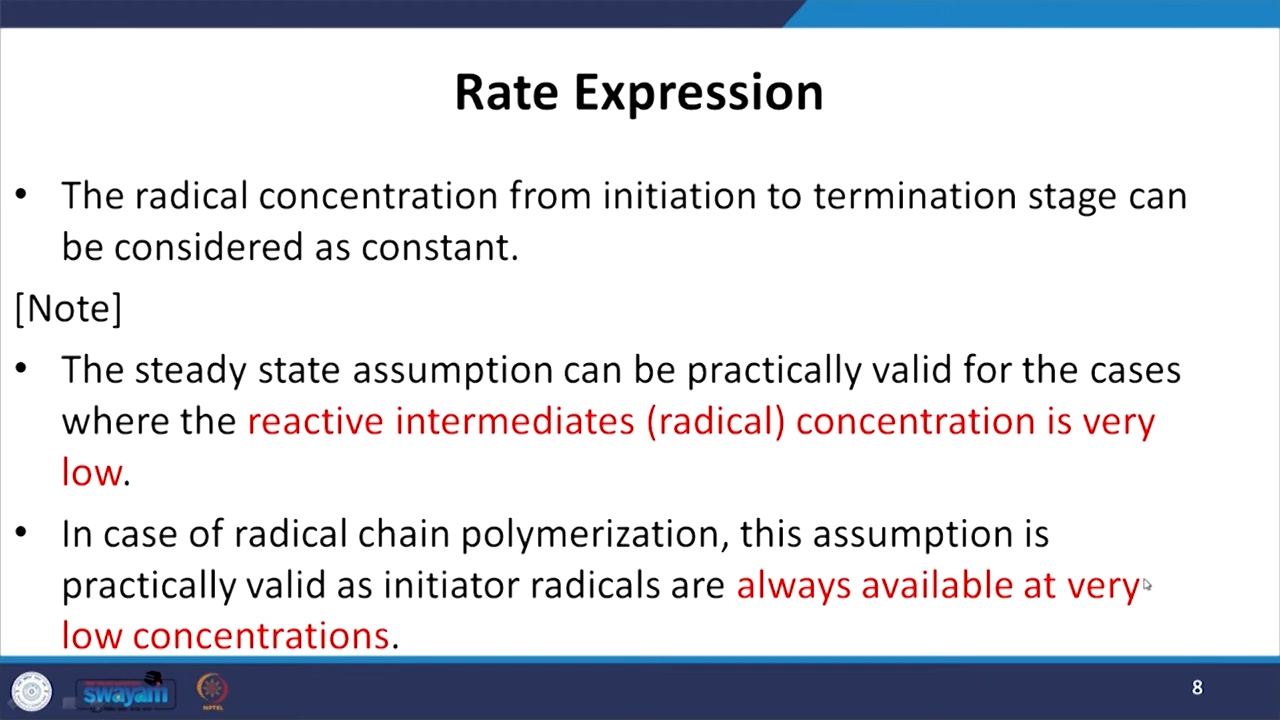 Rate Expression
• The radical concentration from initiation to termination stage can
be considered as constant.
[Note]
• The steady state assumption can be practically valid for the cases
where the reactive intermediates (radical) concentration is very
low.
• In case of radical chain polymerization, this assumption is
practically valid as initiator radicals are always available at very
low concentrations.
swayam
NPTEL
8